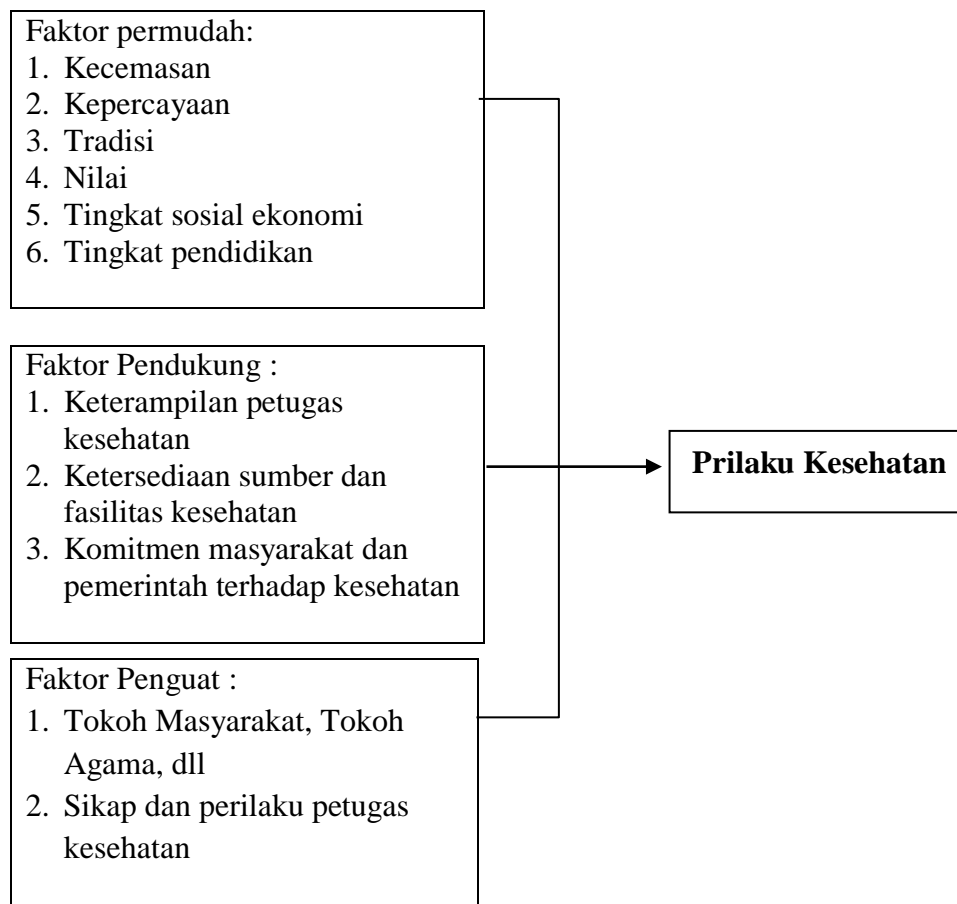 Faktor permudah:
1. Kecemasan
2. Kepercayaan
3. Tradisi
4. Nilai
5. Tingkat sosial ekonomi
6. Tingkat pendidikan
Faktor Pendukung :
1. Keterampilan petugas
kesehatan
2. Ketersediaan sumber dan
fasilitas kesehatan
3. Komitmen masyarakat dan
pemerintah terhadap kesehatan
Prilaku Kesehatan
Faktor Penguat :
1. Tokoh Masyarakat, Tokoh
Agama, dll
2. Sikap dan perilaku petugas
kesehatan